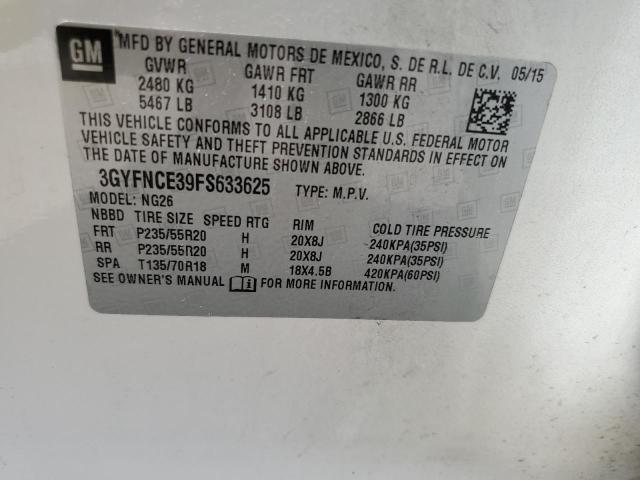 GM
*MFD BY GENERAL MOTORS DE MEXICO, S. DE R.L. DE C.V. 05/15
GVWR GAWR FRT GAWR RR
2480 KG 1410 KG 1300 KG
5467 LB 3108 LB 2866 LB
THIS VEHICLE CONFORMS TO ALL APPLICABLE U.S. FEDERAL MOTOR
VEHICLE SAFETY AND THEFT PREVENTION STANDARDS IN EFFECT ON
THE DATE OF MANUFACTURE SHOWN ABOVE.
3GYFNCE39FS633625 TYPE: M.P.V.
MODEL: NG26
NBBD TIRE SIZE SPEED RTG RIM COLD TIRE PRESSURE
FRT P235/55R20 H 20X8J 240KPA(35PSI)
RR P235/55R20 H 20X8J 240KPA(35PSI)
SPA T135/70R18 M 18X4.5B 420KPA(60PSI)
SEE OWNER'S MANUAL FOR MORE INFORMATION.